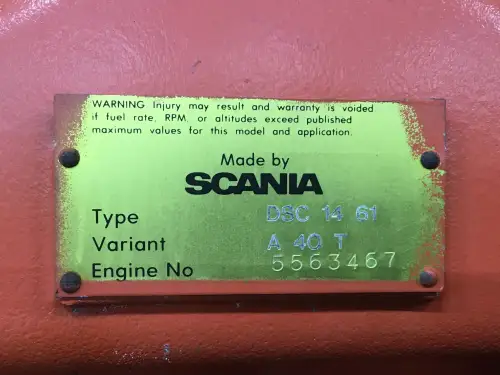 WARNING Injury may result and warranty is voided
if fuel rate, RPM, or altitudes exceed published
maximum values for this model and application.
Made by
SCANIA
Type DSC 14 61
Variant A 40 T
Engine No 5563467